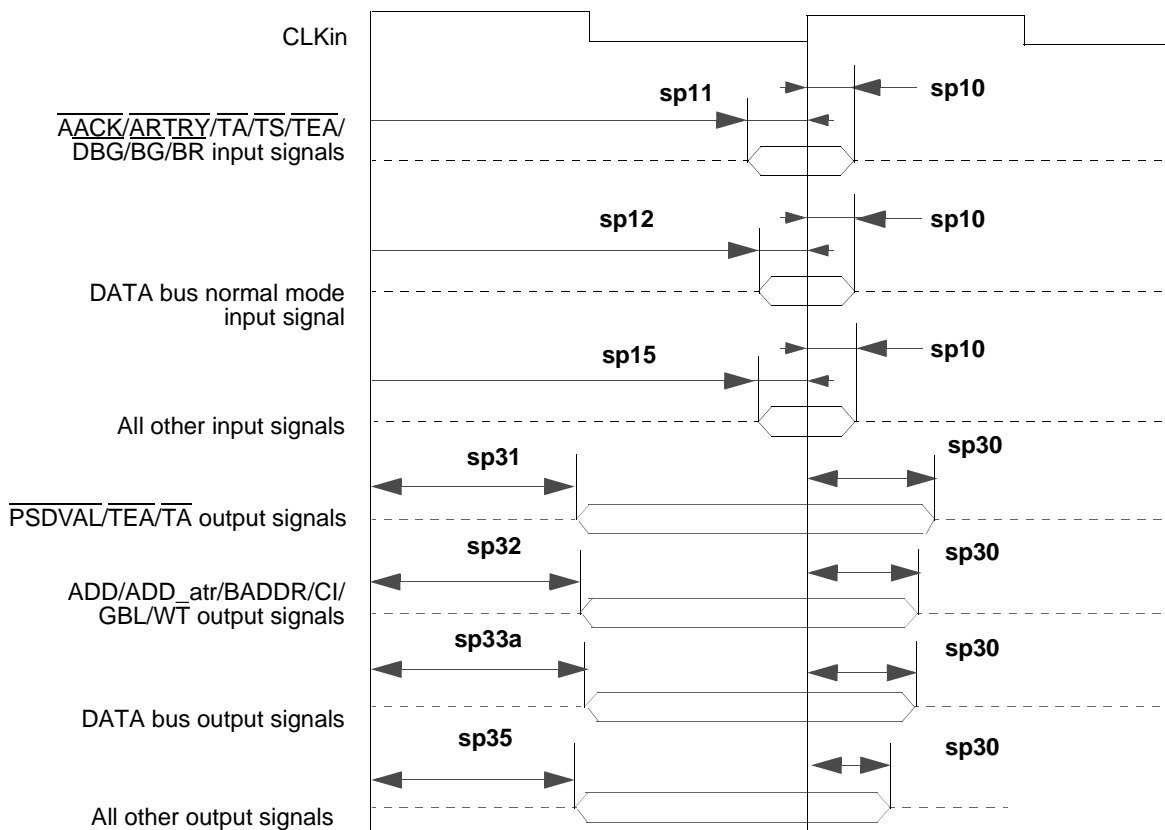 CLKin
sp11
sp10
AACK/ARTRY/TA/TS/TEA/
DBG/BG/BR input signals
sp12
sp10
DATA bus normal mode
input signal
sp15
sp10
All other input signals
sp31
sp30
PSDVAL/TEA/TA output signals
sp32
sp30
ADD/ADD_atr/BADDR/CI/
GBL/WT output signals
sp33a
sp30
DATA bus output signals
sp35
sp30
All other output signals